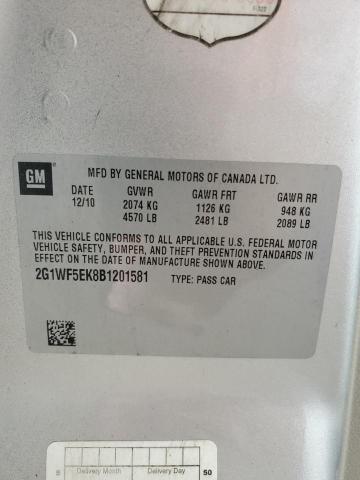 GM
MFD BY GENERAL MOTORS OF CANADA LTD.
DATE GVWR GAWR FRT GAWR RR
12/10 2074 KG 1126 KG 948 KG
4570 LB 2481 LB 2089 LB
THIS VEHICLE CONFORMS TO ALL APPLICABLE U.S. FEDERAL MOTOR
VEHICLE SAFETY, BUMPER, AND THEFT PREVENTION STANDARDS IN
EFFECT ON THE DATE OF MANUFACTURE SHOWN ABOVE.
2G1WF5EK8B1201581 TYPE: PASS CAR
Delivery Month Delivery Day 50